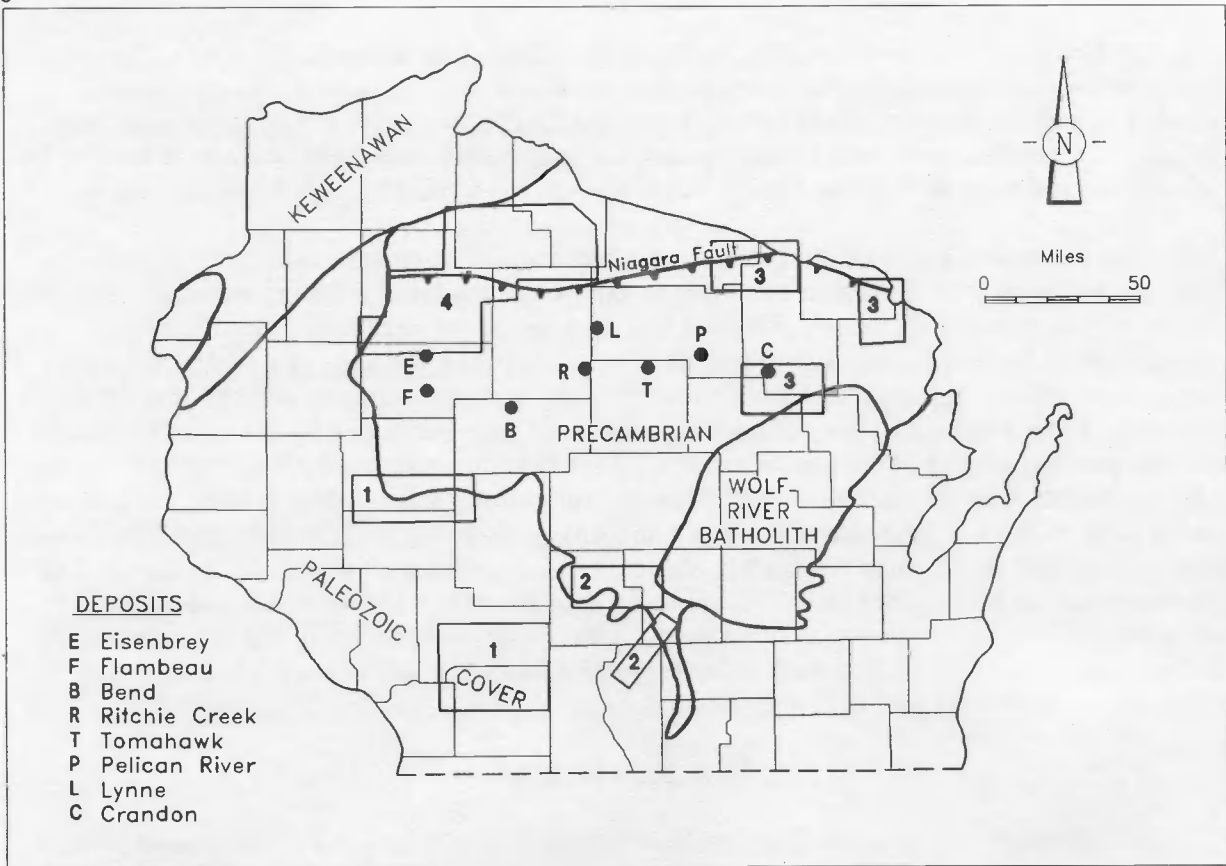 KEWEENAWAN
N
Miles
0 50
Niagara Fault
3
3
4
L
P
E
R
T
C
3
F
B
PRECAMBRIAN
1
WOLF
RIVER
BATHOLITH
2
PALEOZOIC
1
COVER
2
DEPOSITS
E Eisenbrey
F Flambeau
B Bend
R Ritchie Creek
T Tomahawk
P Pelican River
L Lynne
C Crandon